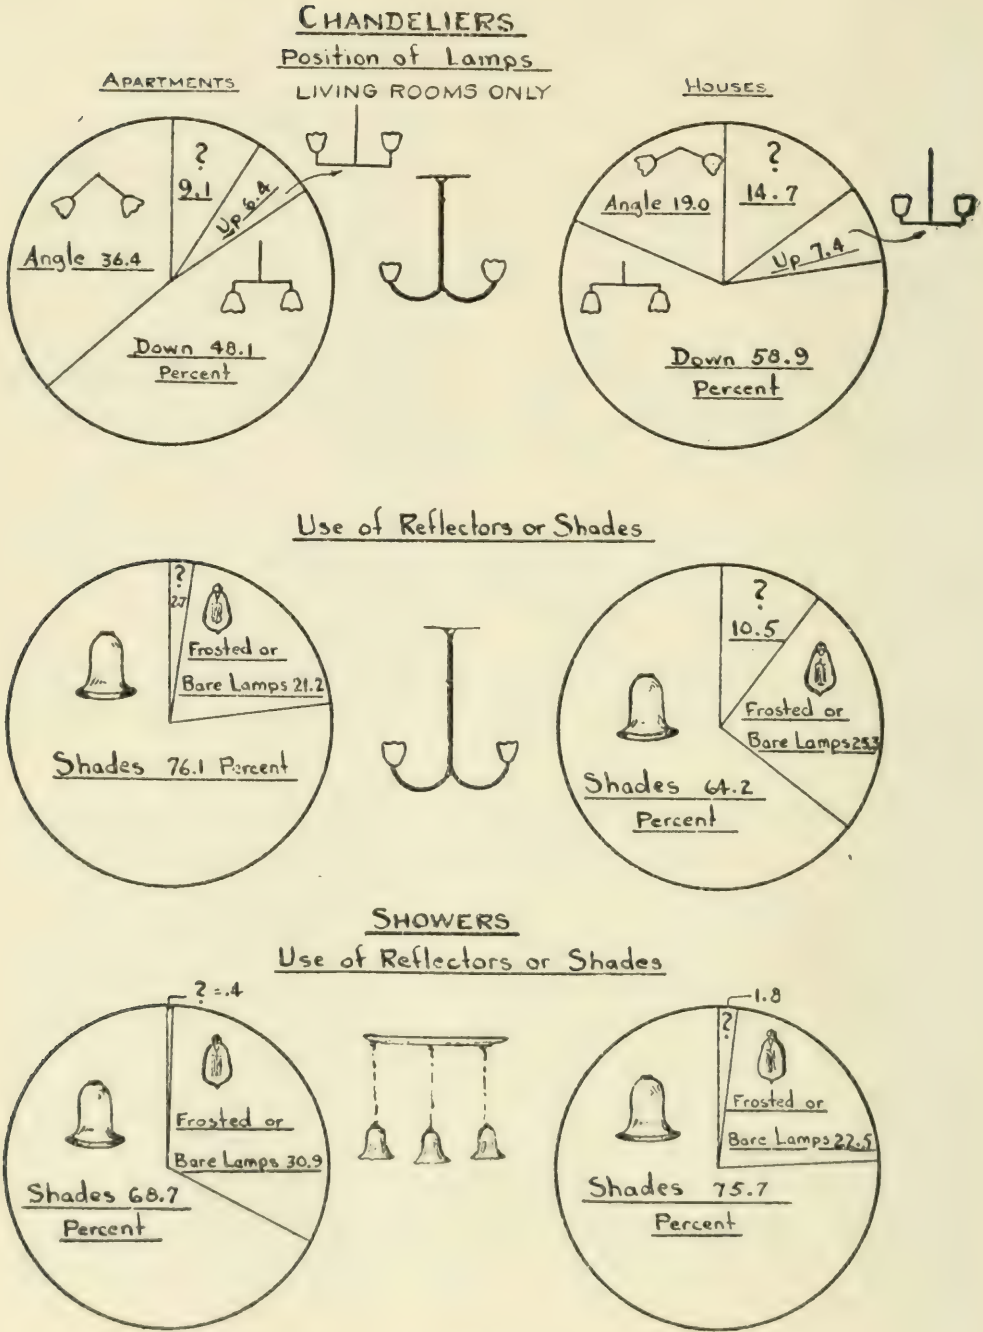 CHANDELIERS
Position of Lamps
LIVING ROOMS ONLY
APARTMENTS
?
9.1
Up 6.4
Angle 36.4
Down 48.1
Percent
HOUSES
?
14.7
Angle 19.0
Up 7.4
Down 58.9
Percent
Use of Reflectors or Shades
?
2.7
Frosted or
Bare Lamps 21.2
Shades 76.1 Percent
?
10.5
Frosted or
Bare Lamps 25.3
Shades 64.2
Percent
SHOWERS
Use of Reflectors or Shades
? = .4
Frosted or
Bare Lamps 30.9
Shades 68.7
Percent
1.8
?
Frosted or
Bare Lamps 22.5
Shades 75.7
Percent